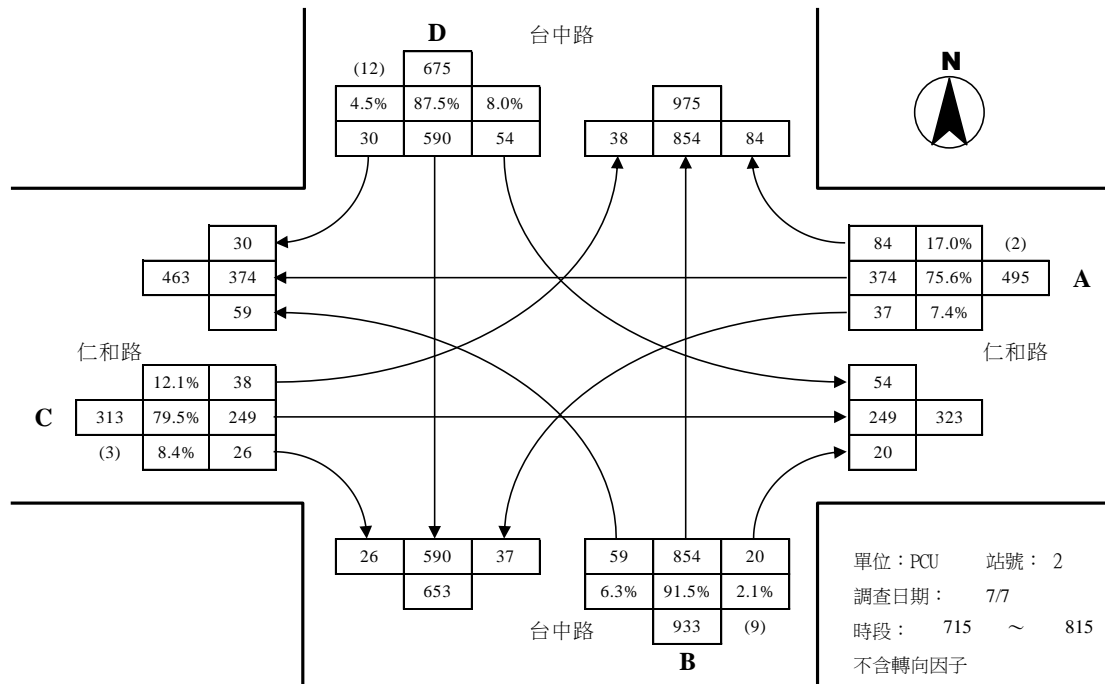 D 台中路
N
(12) 675
4.5% 87.5% 8.0% 975
30 590 54 38 854 84
30 84 17.0% (2)
463 374 374 75.6% 495 A
59 37 7.4%
仁和路 仁和路
12.1% 38 54
C 313 79.5% 249 249 323
(3) 8.4% 26 20
26 590 37 59 854 20
653 6.3% 91.5% 2.1%
台中路 933 (9)
B
單位：PCU 站號： 2
調查日期： 7/7
時段： 715 ～ 815
不含轉向因子